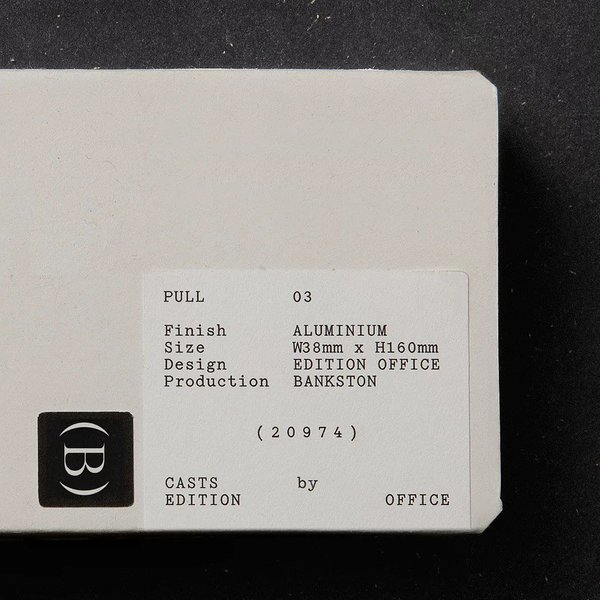 PULL 03
Finish ALUMINIUM
Size W38mm x H160mm
Design EDITION OFFICE
Production BANKSTON
(20974)
CASTS by
EDITION OFFICE
(B)